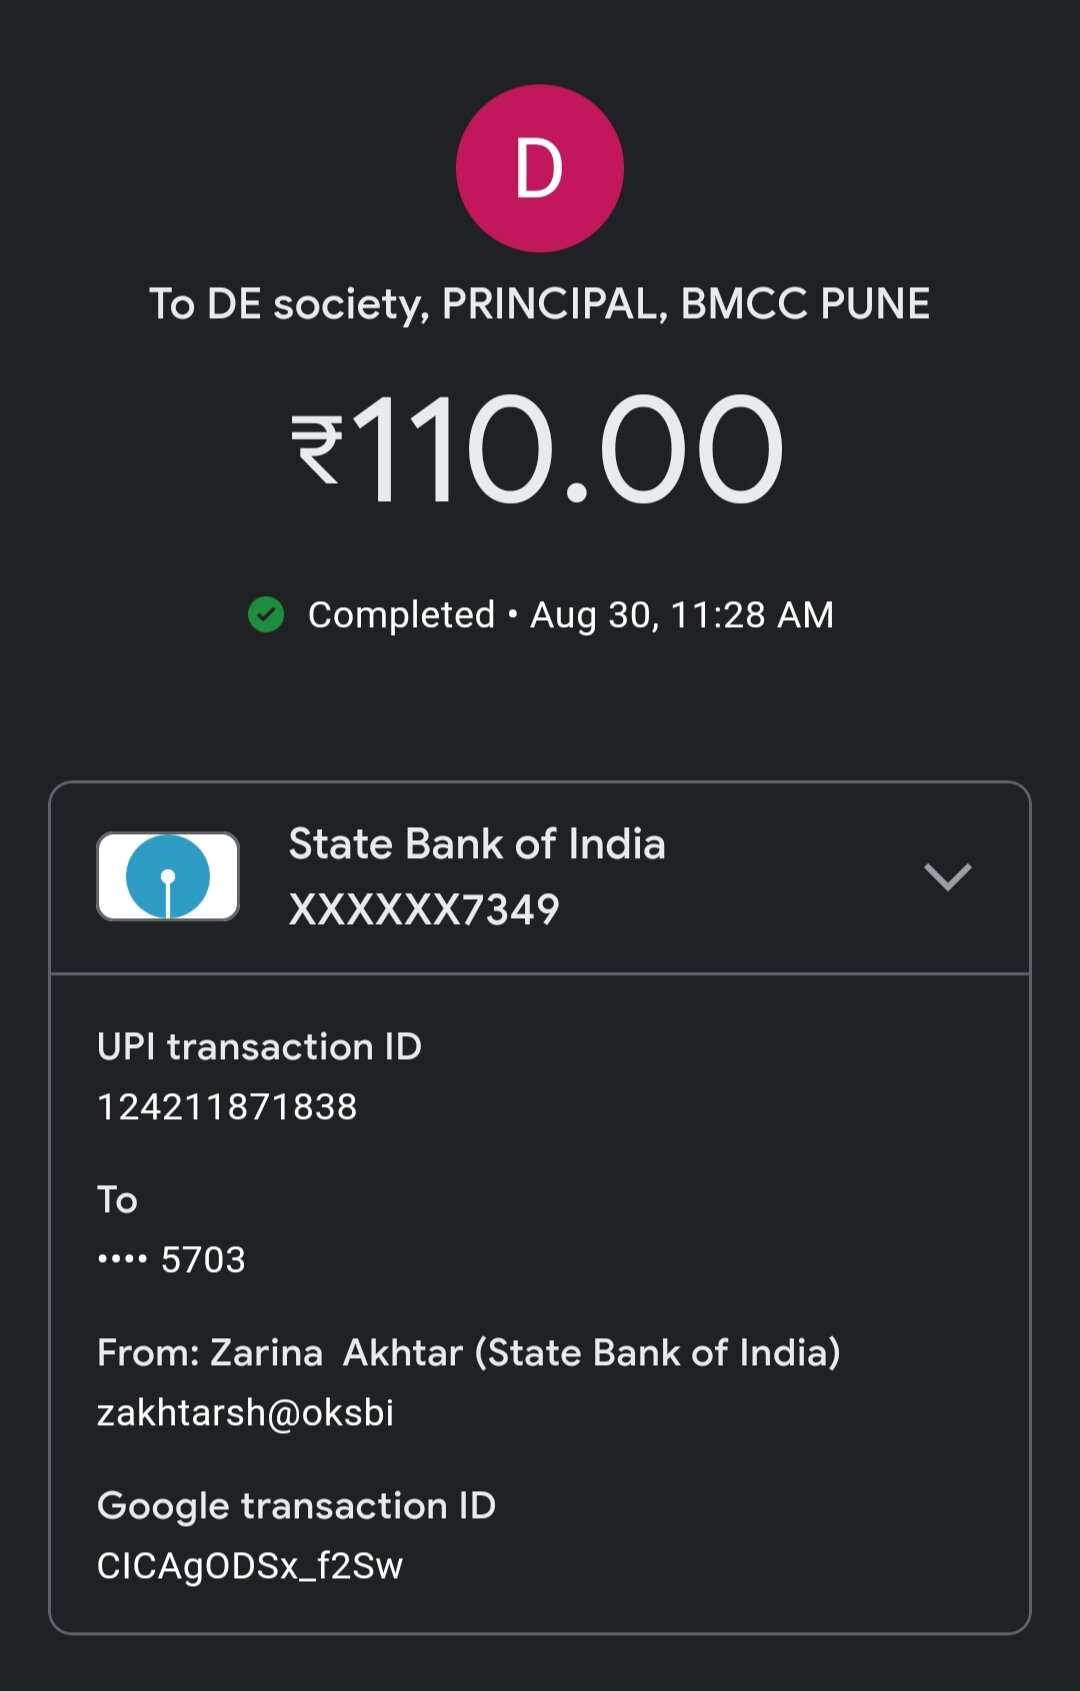 D
To DE society, PRINCIPAL, BMCC PUNE
₹110.00
Completed • Aug 30, 11:28 AM
State Bank of India
XXXXXX7349
UPI transaction ID
124211871838
To
•••• 5703
From: Zarina  Akhtar (State Bank of India)
zakhtarsh@oksbi
Google transaction ID
CICAgODSx_f2Sw